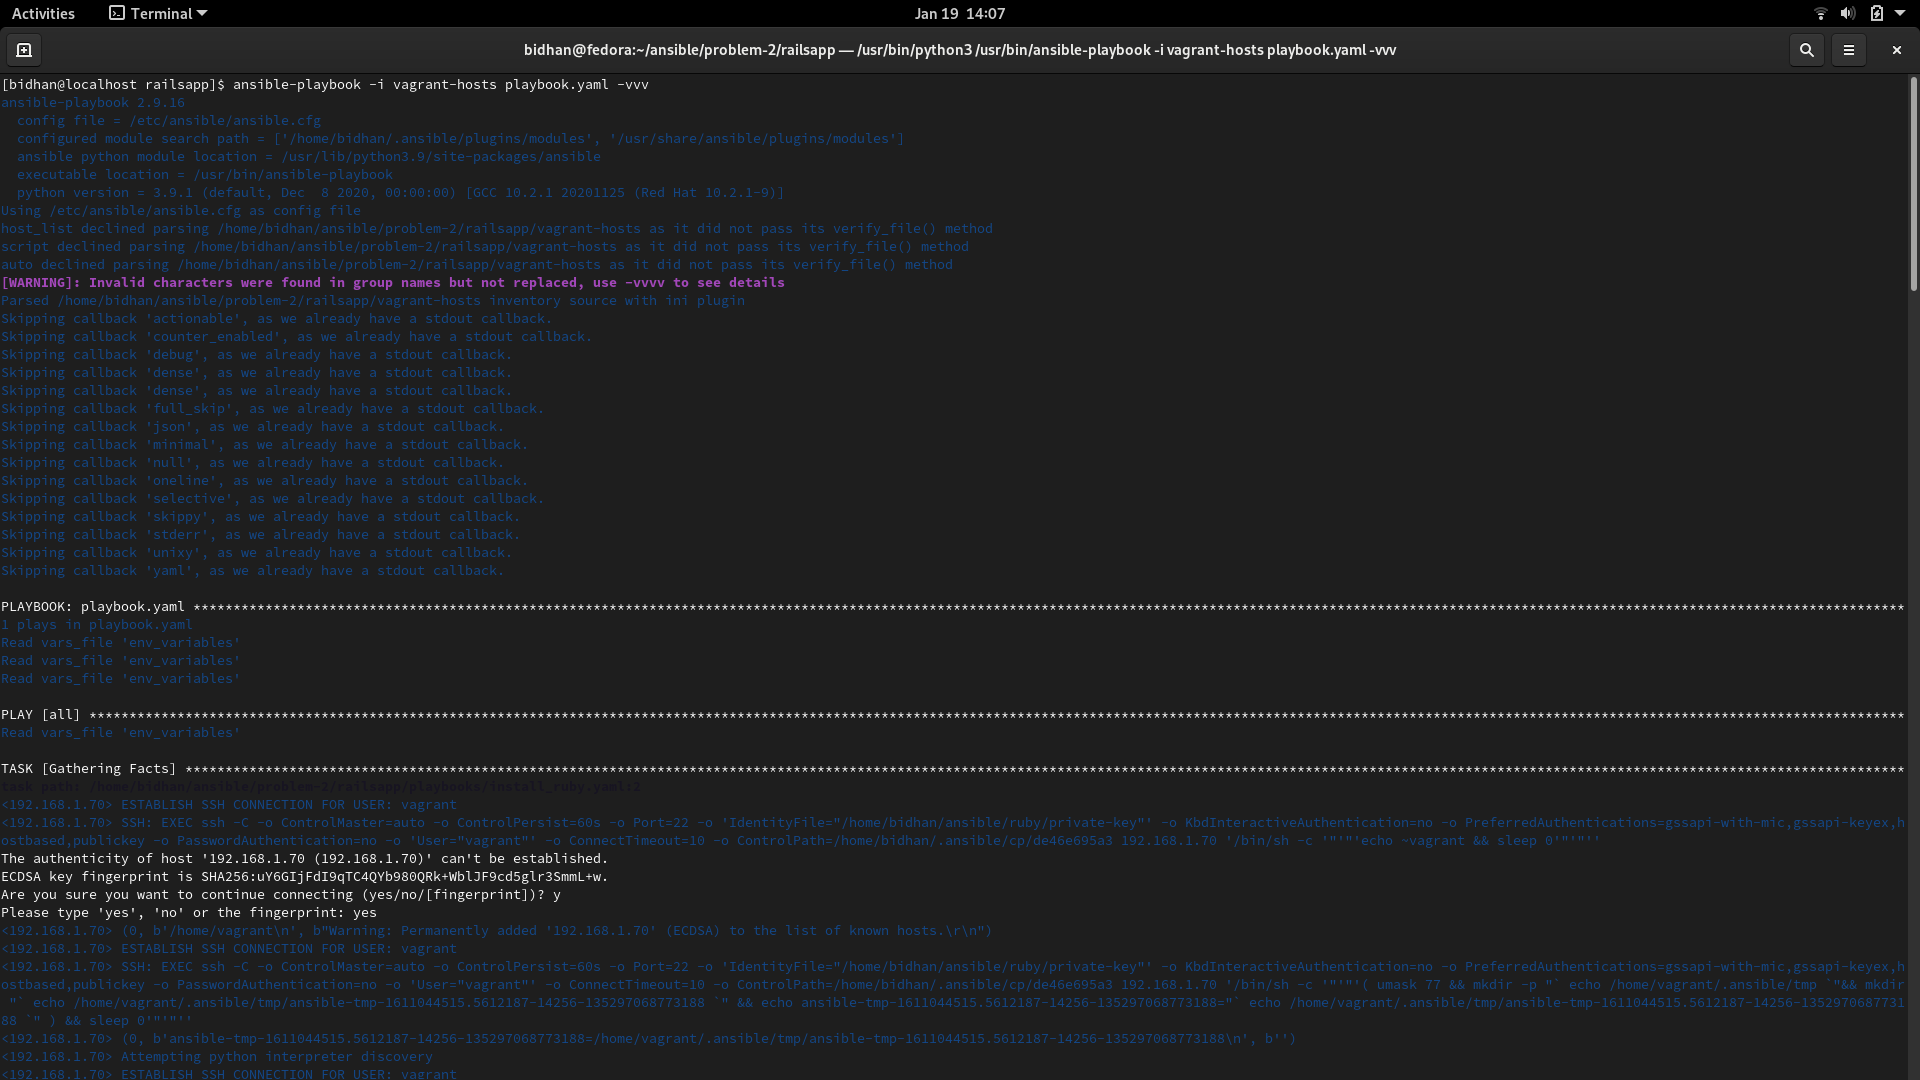 Activities
Terminal
Jan 19 14:07
bidhan@fedora:~/ansible/problem-2/railsapp — /usr/bin/python3 /usr/bin/ansible-playbook -i vagrant-hosts playbook.yaml -vvv
[bidhan@localhost railsapp]$ ansible-playbook -i vagrant-hosts playbook.yaml -vvv
ansible-playbook 2.9.16
  config file = /etc/ansible/ansible.cfg
  configured module search path = ['/home/bidhan/.ansible/plugins/modules', '/usr/share/ansible/plugins/modules']
  ansible python module location = /usr/lib/python3.9/site-packages/ansible
  executable location = /usr/bin/ansible-playbook
  python version = 3.9.1 (default, Dec  8 2020, 00:00:00) [GCC 10.2.1 20201125 (Red Hat 10.2.1-9)]
Using /etc/ansible/ansible.cfg as config file
host_list declined parsing /home/bidhan/ansible/problem-2/railsapp/vagrant-hosts as it did not pass its verify_file() method
script declined parsing /home/bidhan/ansible/problem-2/railsapp/vagrant-hosts as it did not pass its verify_file() method
auto declined parsing /home/bidhan/ansible/problem-2/railsapp/vagrant-hosts as it did not pass its verify_file() method
[WARNING]: Invalid characters were found in group names but not replaced, use -vvvv to see details
Parsed /home/bidhan/ansible/problem-2/railsapp/vagrant-hosts inventory source with ini plugin
Skipping callback 'actionable', as we already have a stdout callback.
Skipping callback 'counter_enabled', as we already have a stdout callback.
Skipping callback 'debug', as we already have a stdout callback.
Skipping callback 'dense', as we already have a stdout callback.
Skipping callback 'dense', as we already have a stdout callback.
Skipping callback 'full_skip', as we already have a stdout callback.
Skipping callback 'json', as we already have a stdout callback.
Skipping callback 'minimal', as we already have a stdout callback.
Skipping callback 'null', as we already have a stdout callback.
Skipping callback 'oneline', as we already have a stdout callback.
Skipping callback 'selective', as we already have a stdout callback.
Skipping callback 'skippy', as we already have a stdout callback.
Skipping callback 'stderr', as we already have a stdout callback.
Skipping callback 'unixy', as we already have a stdout callback.
Skipping callback 'yaml', as we already have a stdout callback.
PLAYBOOK: playbook.yaml ****************************************************************
1 plays in playbook.yaml
Read vars_file 'env_variables'
Read vars_file 'env_variables'
Read vars_file 'env_variables'
PLAY [all] ****************************************************************
Read vars_file 'env_variables'
TASK [Gathering Facts] ****************************************************************
task path: /home/bidhan/ansible/problem-2/railsapp/playbooks/install_ruby.yaml:2
<192.168.1.70> ESTABLISH SSH CONNECTION FOR USER: vagrant
<192.168.1.70> SSH: EXEC ssh -C -o ControlMaster=auto -o ControlPersist=60s -o Port=22 -o 'IdentityFile="/home/bidhan/ansible/ruby/private-key"' -o KbdInteractiveAuthentication=no -o PreferredAuthentications=gssapi-with-mic,gssapi-keyex,h
ostbased,publickey -o PasswordAuthentication=no -o 'User="vagrant"' -o ConnectTimeout=10 -o ControlPath=/home/bidhan/.ansible/cp/de46e695a3 192.168.1.70 '/bin/sh -c '"'"'echo ~vagrant && sleep 0'"'"''
The authenticity of host '192.168.1.70 (192.168.1.70)' can't be established.
ECDSA key fingerprint is SHA256:uY6GIjFdI9qTC4QYb980QRk+WblJF9cd5glr3SmmL+w.
Are you sure you want to continue connecting (yes/no/[fingerprint])? y
Please type 'yes', 'no' or the fingerprint: yes
<192.168.1.70> (0, b'/home/vagrant\n', b"Warning: Permanently added '192.168.1.70' (ECDSA) to the list of known hosts.\r\n")
<192.168.1.70> ESTABLISH SSH CONNECTION FOR USER: vagrant
<192.168.1.70> SSH: EXEC ssh -C -o ControlMaster=auto -o ControlPersist=60s -o Port=22 -o 'IdentityFile="/home/bidhan/ansible/ruby/private-key"' -o KbdInteractiveAuthentication=no -o PreferredAuthentications=gssapi-with-mic,gssapi-keyex,h
ostbased,publickey -o PasswordAuthentication=no -o 'User="vagrant"' -o ConnectTimeout=10 -o ControlPath=/home/bidhan/.ansible/cp/de46e695a3 192.168.1.70 '/bin/sh -c '"'"'( umask 77 && mkdir -p "` echo /home/vagrant/.ansible/tmp `"&& mkdir
 "` echo /home/vagrant/.ansible/tmp/ansible-tmp-1611044515.5612187-14256-135297068773188 `" && echo ansible-tmp-1611044515.5612187-14256-135297068773188="` echo /home/vagrant/.ansible/tmp/ansible-tmp-1611044515.5612187-14256-1352970687731
88 `" ) && sleep 0'"'"''
<192.168.1.70> (0, b'ansible-tmp-1611044515.5612187-14256-135297068773188=/home/vagrant/.ansible/tmp/ansible-tmp-1611044515.5612187-14256-135297068773188\n', b'')
<192.168.1.70> Attempting python interpreter discovery
<192.168.1.70> ESTABLISH SSH CONNECTION FOR USER: vagrant